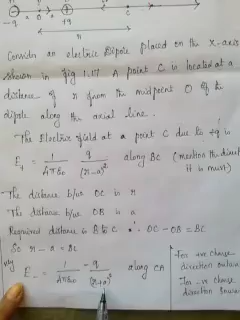 -q O +q C
r
Consider an electric Dipole placed on the X-axis
shown in fig 1.17 A point C is located at a
distance of r from the midpoint O of the
dipole along the axial line.
The Electric field at a point C due to +q is
E+ = 1/4πε0 q/(r-a)² along BC (mention the direct
it is must)
The distance b/w OC is r
The distance b/w OB is a
Required distance is B to C ∴ OC - OB = BC
So r - a = BC
E- = 1/4πε0 -q/(r+a)² along CA
For +ve charge
direction
For -ve charge
direction